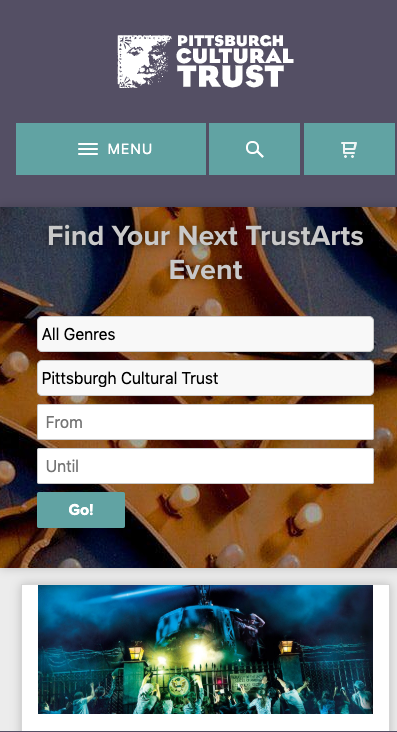 PITTSBURGH
CULTURAL
TRUST
MENU
Find Your Next TrustArts
Event
All Genres
Pittsburgh Cultural Trust
From
Until
Go!